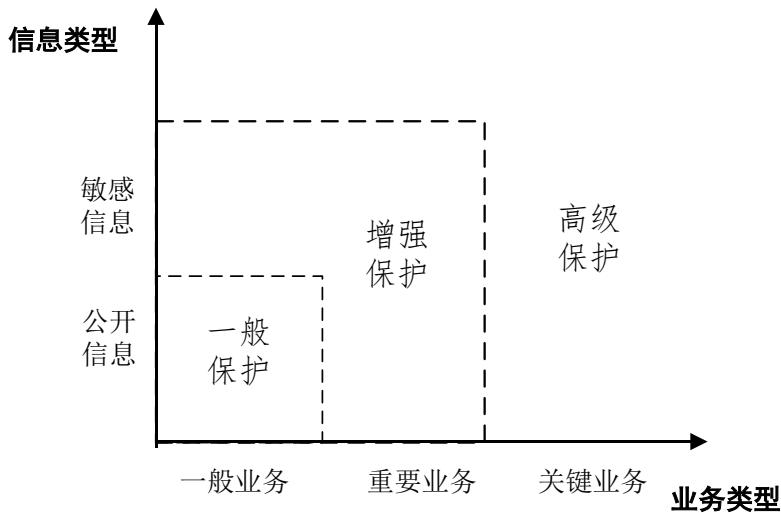 信息类型
敏感
信息
增强
保护
高级
保护
公开
信息
一般
保护
一般业务
重要业务
关键业务
业务类型